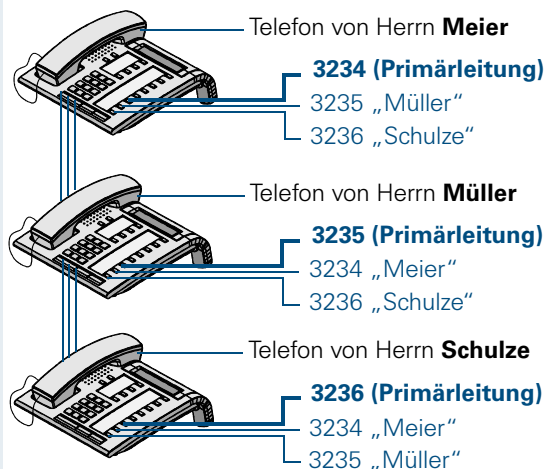 Telefon von Herrn Meier
3234 (Primärleitung)
3235 „Müller“
3236 „Schulze“
Telefon von Herrn Müller
3235 (Primärleitung)
3234 „Meier“
3236 „Schulze“
Telefon von Herrn Schulze
3236 (Primärleitung)
3234 „Meier“
3235 „Müller“